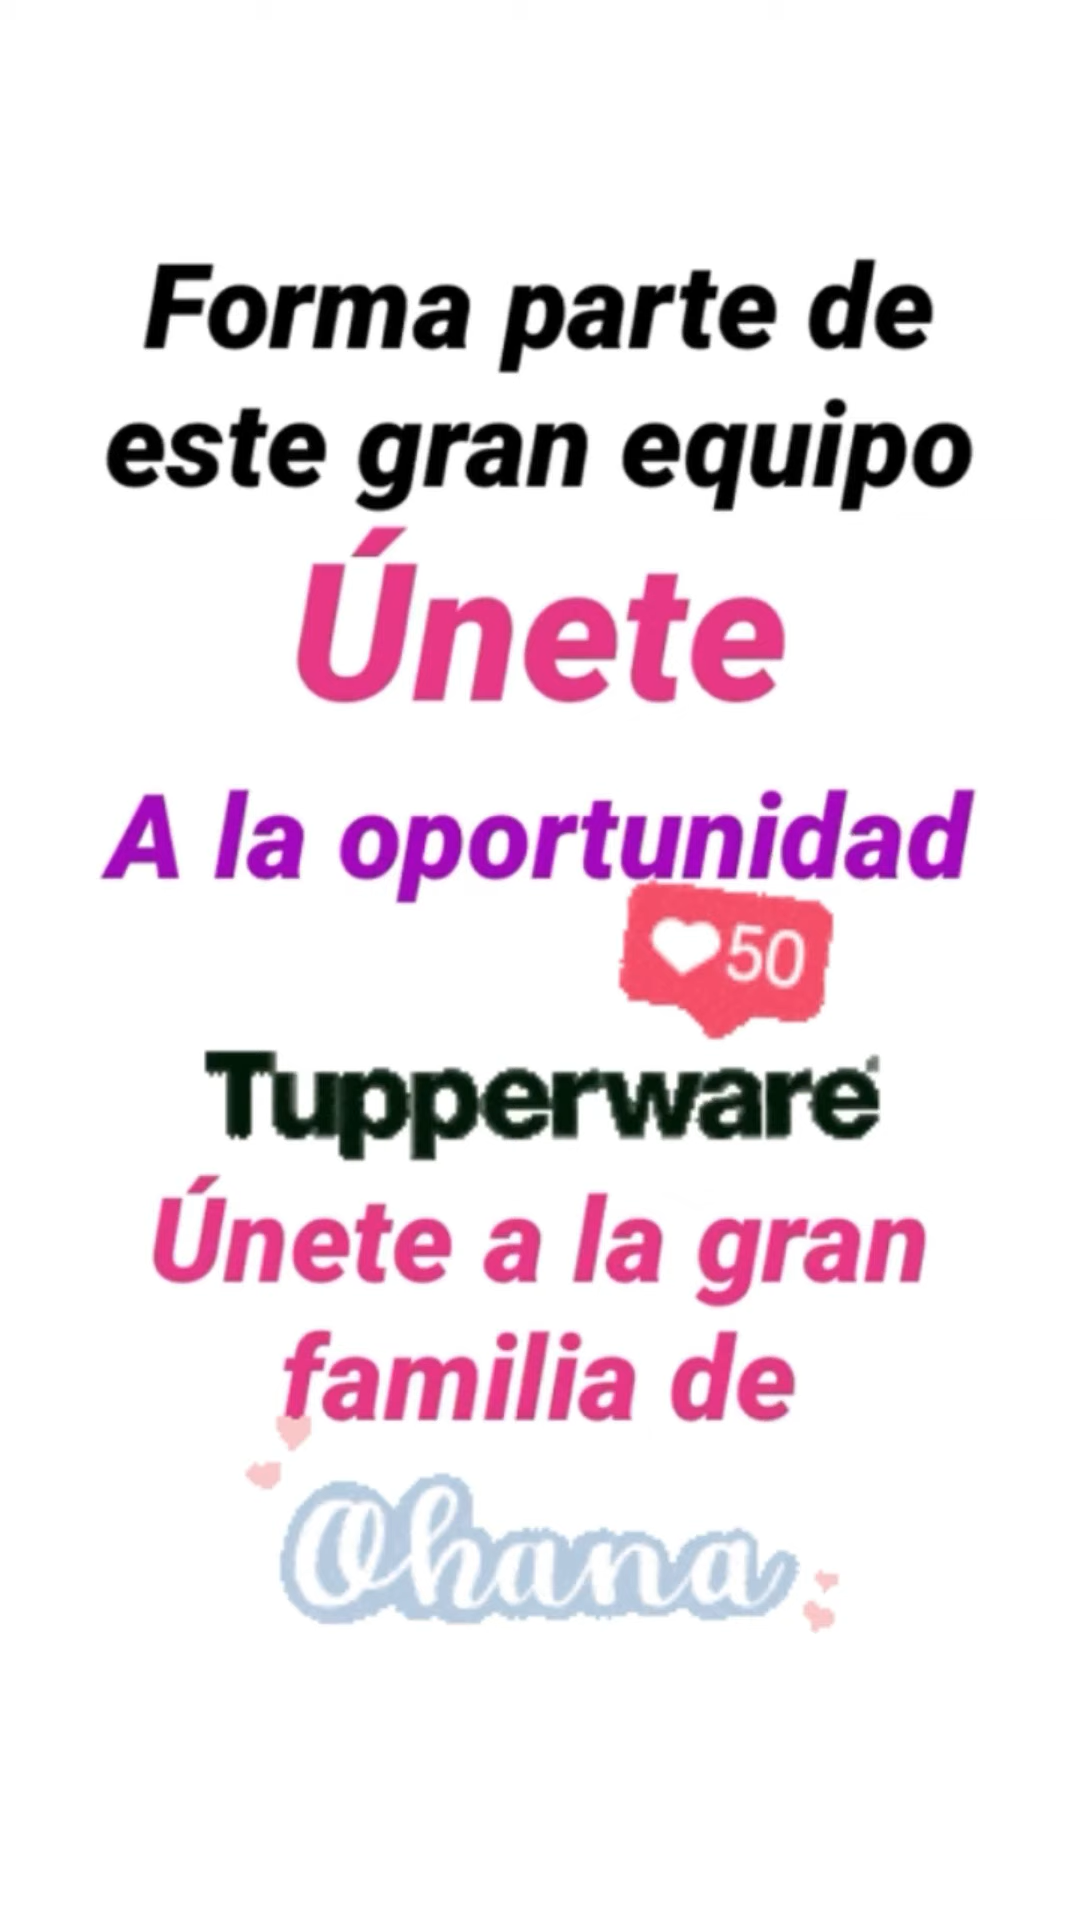 Forma parte de
este gran equipo
Únete
A la oportunidad
50
Tupperware
Únete a la gran
familia de
Ohana